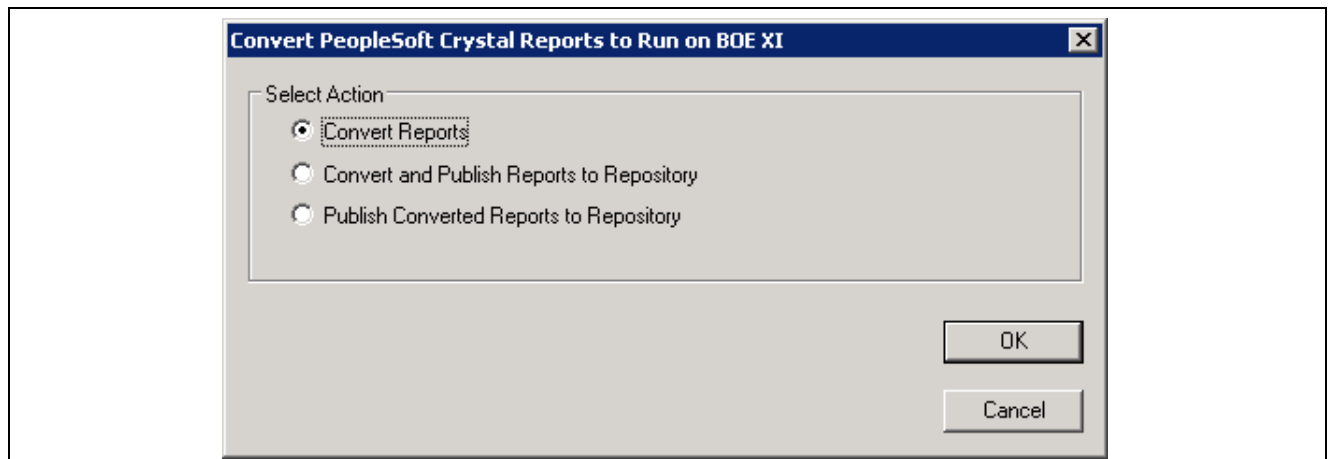 Convert PeopleSoft Crystal Reports to Run on BOE XI
Select Action
Convert Reports
Convert and Publish Reports to Repository
Publish Converted Reports to Repository
OK
Cancel